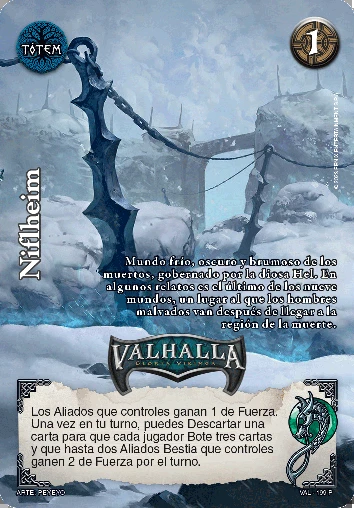 TÓTEM
1
Niflheim
Mundo frío, oscuro y brumoso de los
muertos, gobernado por la diosa Hel. En
algunos relatos es el último de los nueve
mundos, un lugar al que los hombres
malvados van después de llegar a la
región de la muerte.
VALHALLA
GLORIA VIKINGA
Los Aliados que controles ganan 1 de Fuerza.
Una vez en tu turno, puedes Descartar una
carta para que cada jugador Bote tres cartas
y que hasta dos Aliados Bestia que controles
ganen 2 de Fuerza por el turno.
ARTE: PENEYO